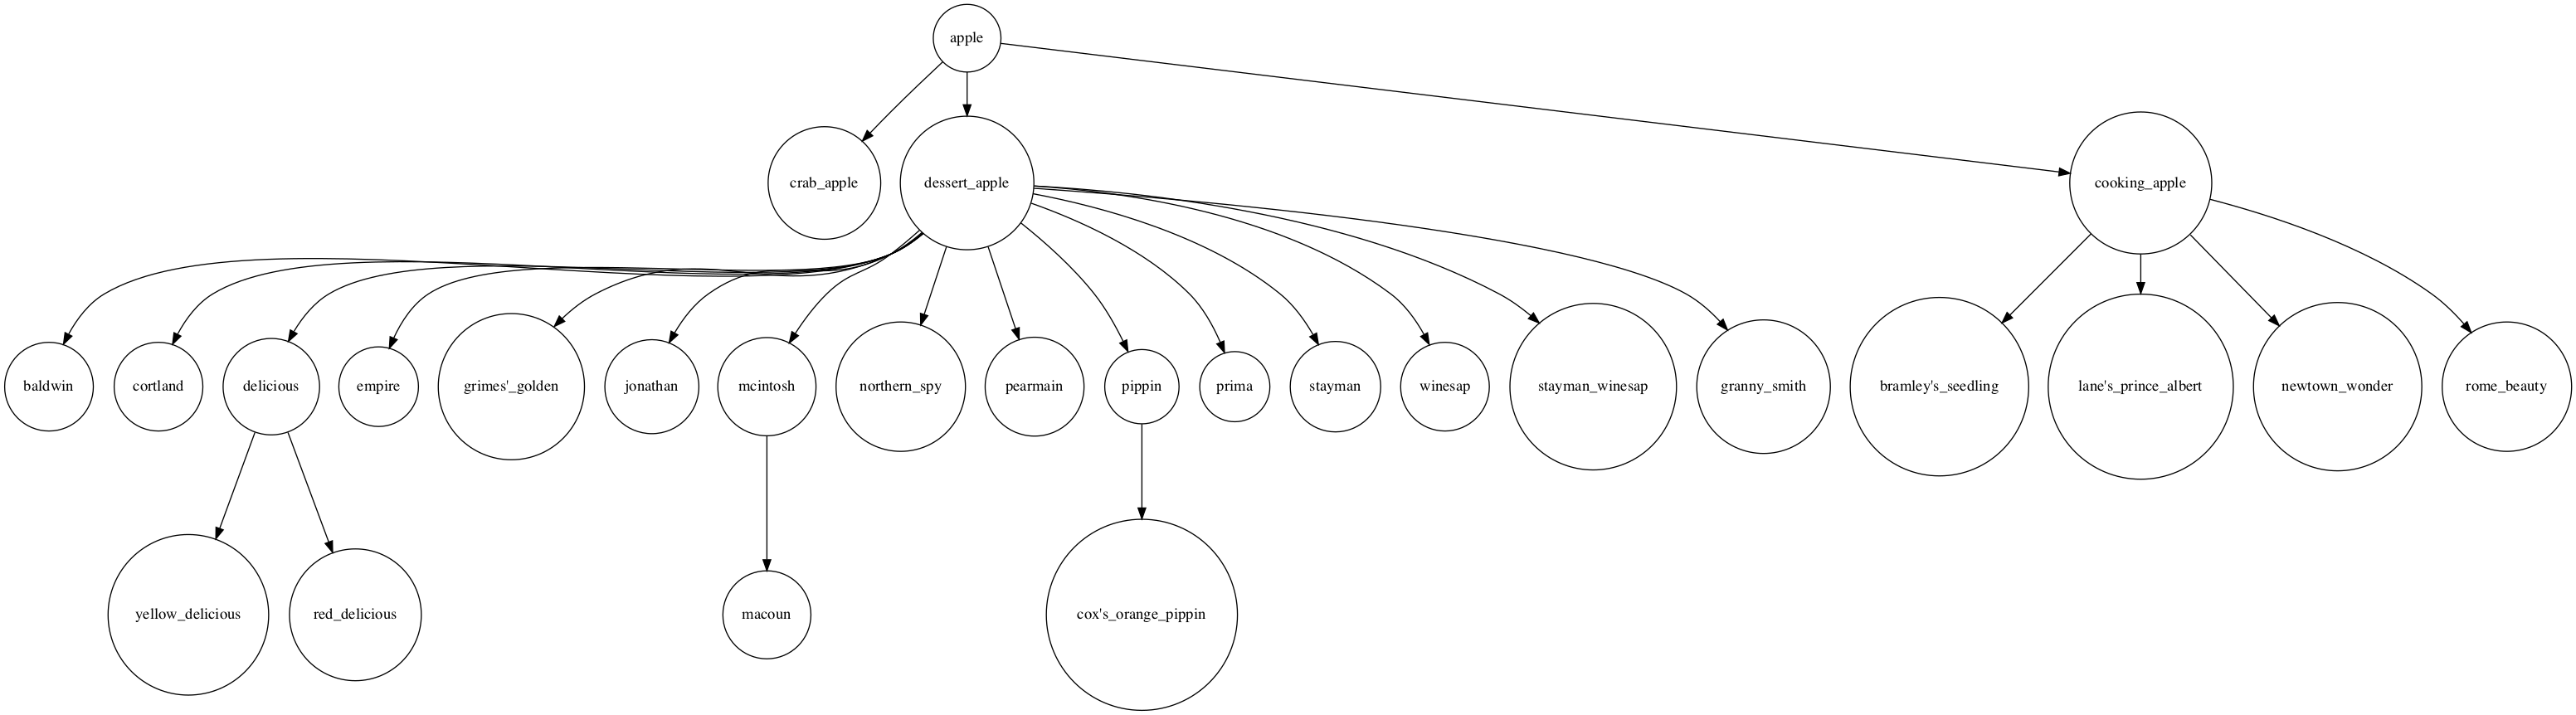 apple
crab_apple
dessert_apple
cooking_apple
baldwin
cortland
delicious
empire
grimes'_golden
jonathan
mcintosh
northern_spy
pearmain
pippin
prima
stayman
winesap
stayman_winesap
granny_smith
bramley's_seedling
lane's_prince_albert
newtown_wonder
rome_beauty
yellow_delicious
red_delicious
macoun
cox's_orange_pippin